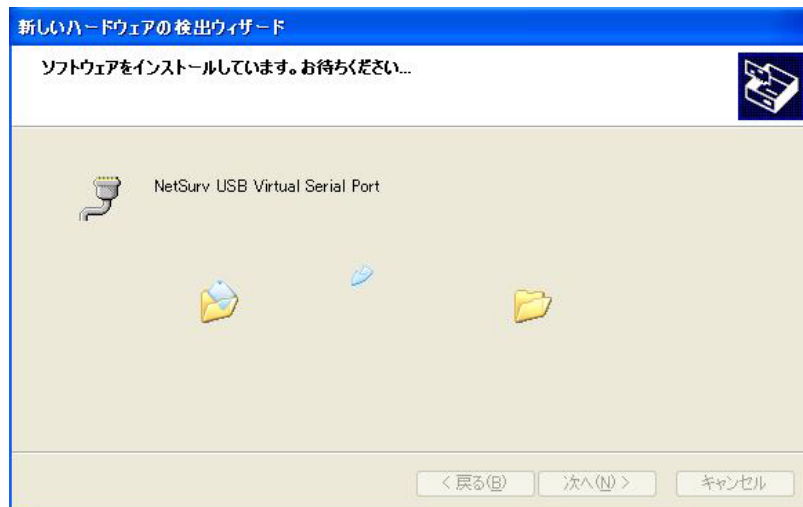 新しいハードウェアの検出ウィザード
ソフトウェアをインストールしています。お待ちください...
NetSurv USB Virtual Serial Port
< 戻る(B) 次へ(N) > キャンセル